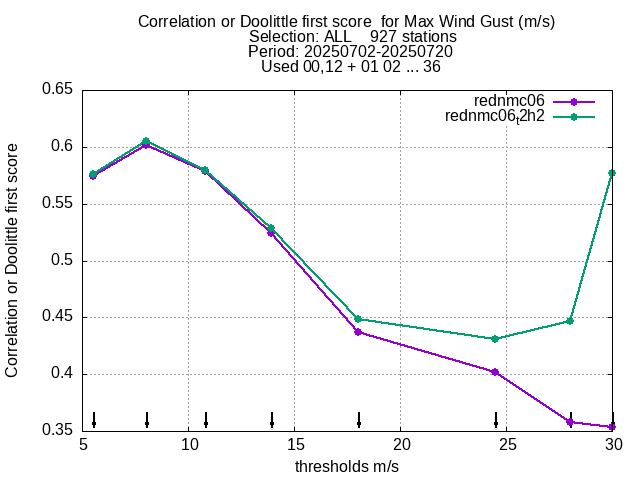 Correlation or Doolittle first score  for Max Wind Gust (m/s)
Selection: ALL    927 stations
Period: 20250702-20250720
Used 00,12 + 01 02 ... 36
rednmc06
rednmc06,2h2
0.65
0.6
0.55
0.5
0.45
0.4
0.35
Correlation or Doolittle first score
5
10
15
20
25
30
thresholds m/s